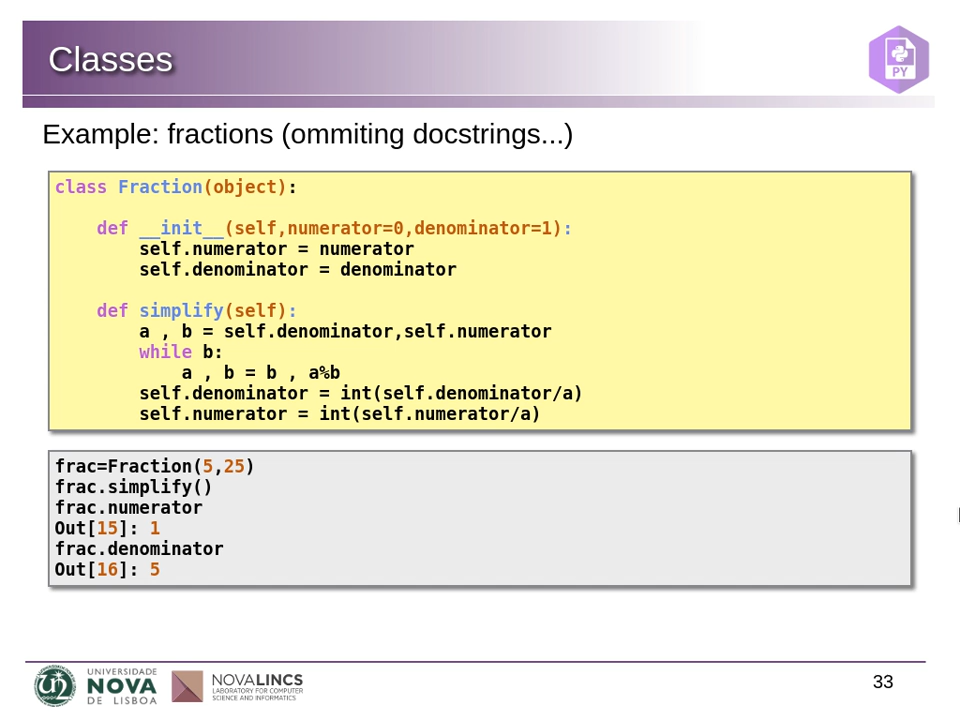 Classes
PY
Example: fractions (ommiting docstrings...)
class Fraction(object):
    def __init__(self,numerator=0,denominator=1):
        self.numerator = numerator
        self.denominator = denominator
    def simplify(self):
        a , b = self.denominator,self.numerator
        while b:
            a , b = b , a%b
        self.denominator = int(self.denominator/a)
        self.numerator = int(self.numerator/a)
frac=Fraction(5,25)
frac.simplify()
frac.numerator
Out[15]: 1
frac.denominator
Out[16]: 5
UNIVERSIDADE
NOVA
DE LISBOA
NOVALINCS
LABORATORY FOR COMPUTER
SCIENCE AND INFORMATICS
33